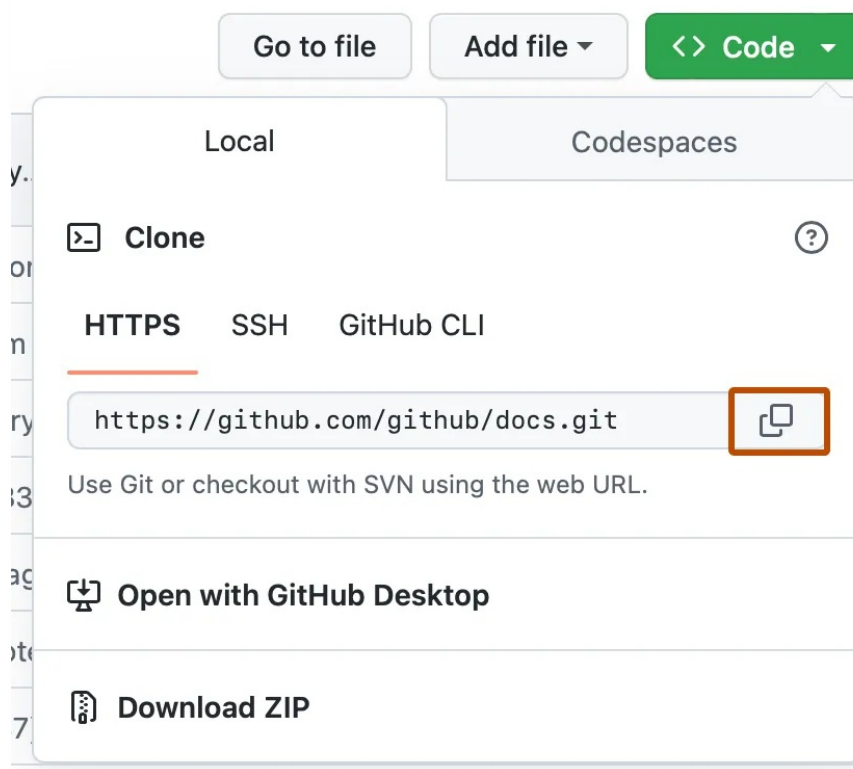 Go to file Add file <> Code
Local Codespaces
Clone
HTTPS SSH GitHub CLI
https://github.com/github/docs.git
Use Git or checkout with SVN using the web URL.
Open with GitHub Desktop
Download ZIP